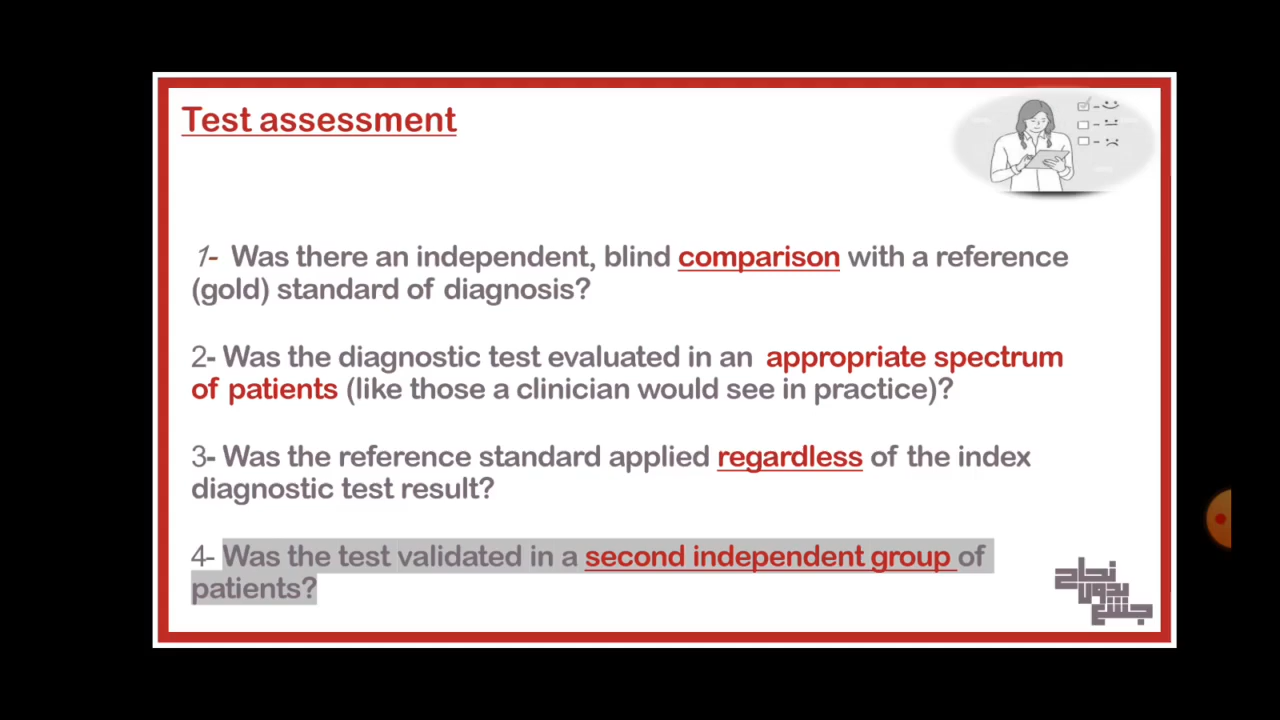 Test assessment
1- Was there an independent, blind comparison with a reference
(gold) standard of diagnosis?
2- Was the diagnostic test evaluated in an appropriate spectrum
of patients (like those a clinician would see in practice)?
3- Was the reference standard applied regardless of the index
diagnostic test result?
4- Was the test validated in a second independent group of
patients?
نجاح
بدون
جشع